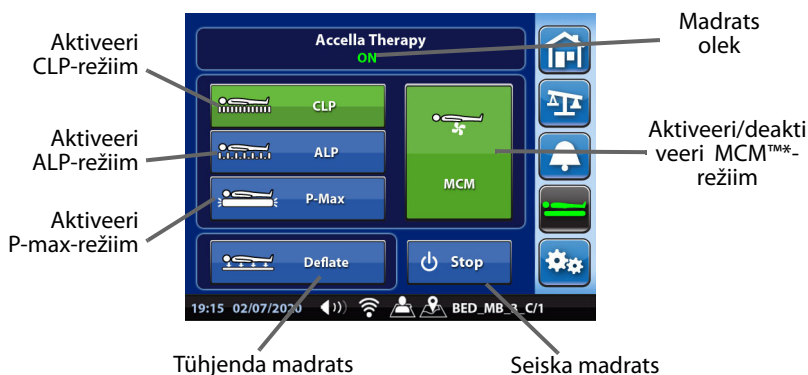 Aktiveeri
CLP-režiim
Aktiveeri
ALP-režiim
Aktiveeri
P-max-režiim
Accella Therapy
ON
CLP
ALP
P-Max
MCM
Deflate
Stop
19:15 02/07/2020 BED_MB_3_C/1
Madrats
olek
Aktiveeri/deakti
veeri MCM™*-
režiim
Tühjenda madrats
Seiska madrats